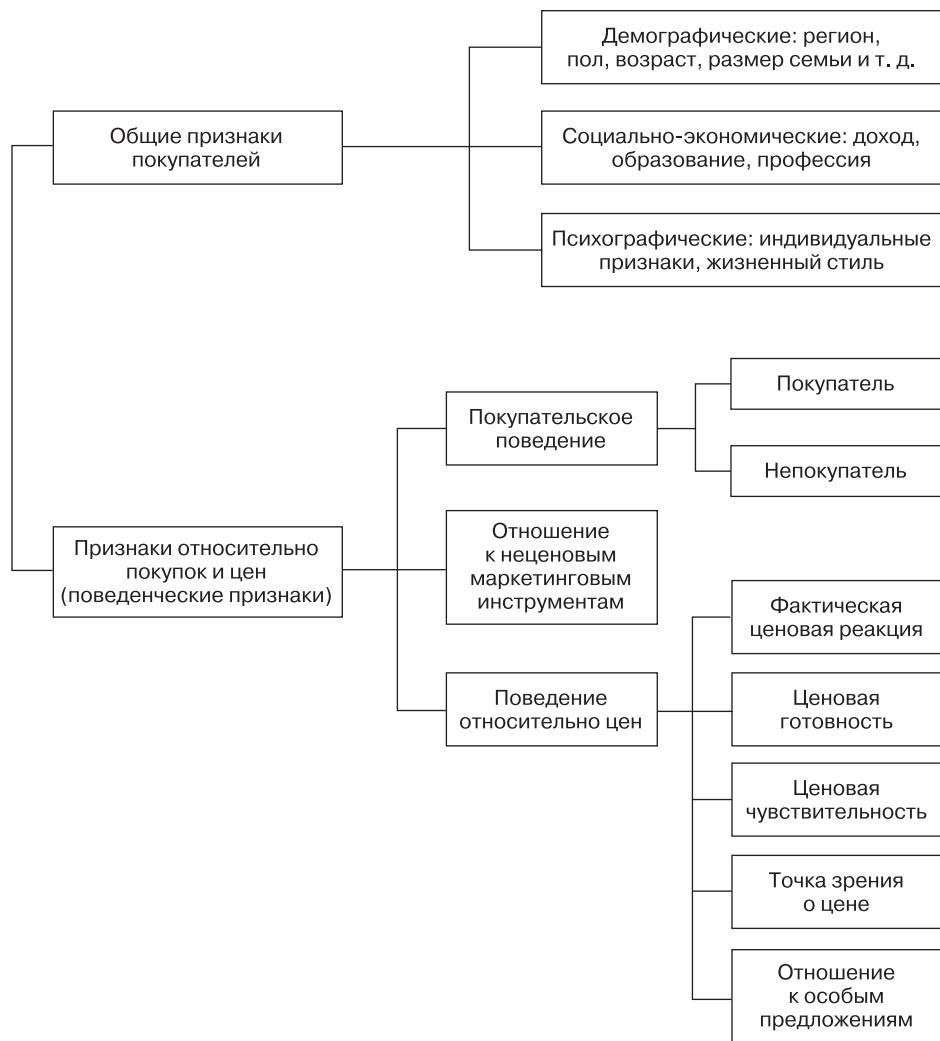 Демографические: регион,
пол, возраст, размер семьи и т. д.
Общие признаки
покупателей
Социально-экономические: доход,
образование, профессия
Психографические: индивидуальные
признаки, жизненный стиль
Покупательское
поведение
Покупатель
Непокупатель
Признаки относительно
покупок и цен
(поведенческие признаки)
Отношение
к неценовым
маркетинговым
инструментам
Поведение
относительно цен
Фактическая
ценовая реакция
Ценовая
готовность
Ценовая
чувствительность
Точка зрения
о цене
Отношение
к особым
предложениям